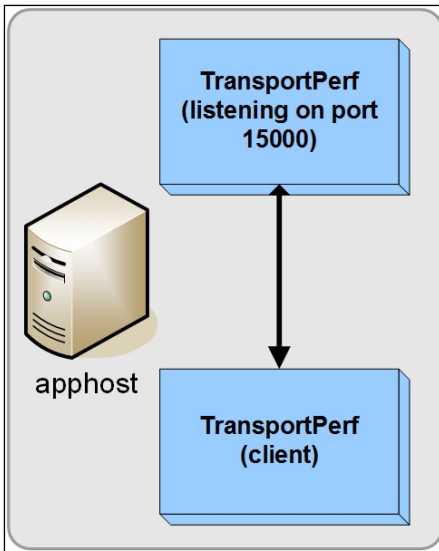 TransportPerf
(listening on port
15000)
apphost
TransportPerf
(client)